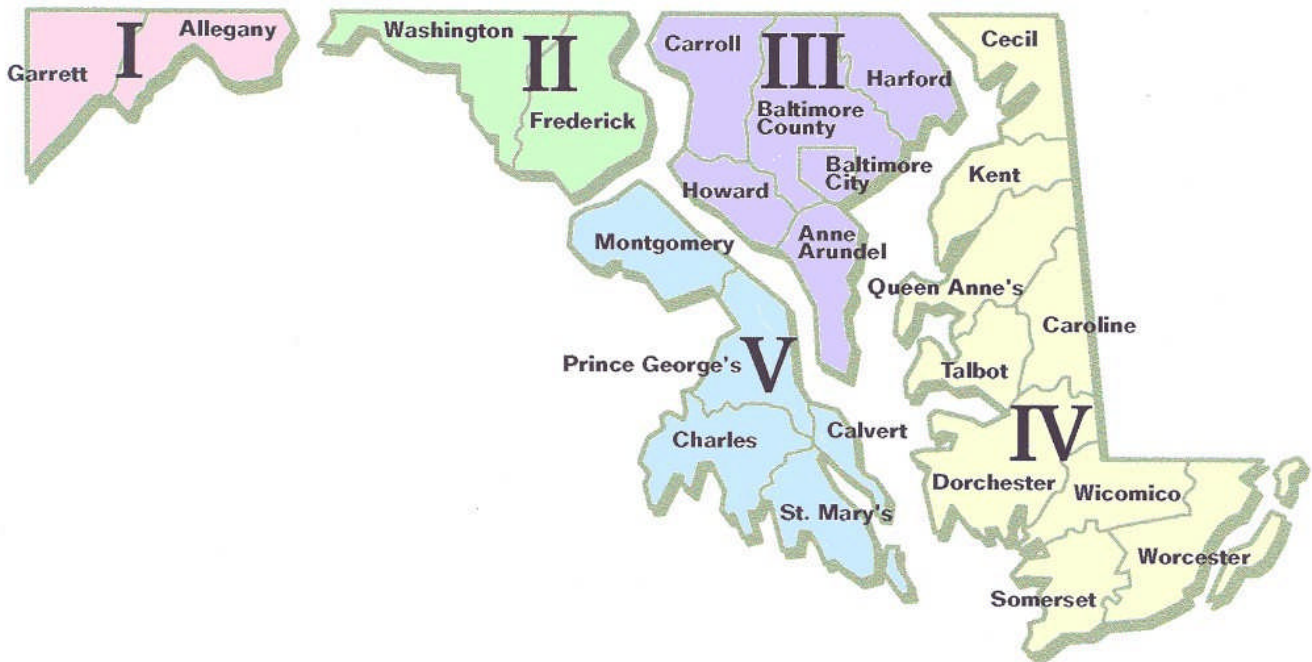 Garrett
I
Allegany
Washington
II
Frederick
Carroll
III
Harford
Baltimore
County
Baltimore
City
Howard
Anne
Arundel
Cecil
Kent
Queen Anne's
Caroline
Talbot
IV
Dorchester
Wicomico
Worcester
Somerset
Montgomery
Prince George's
V
Charles
Calvert
St. Mary's